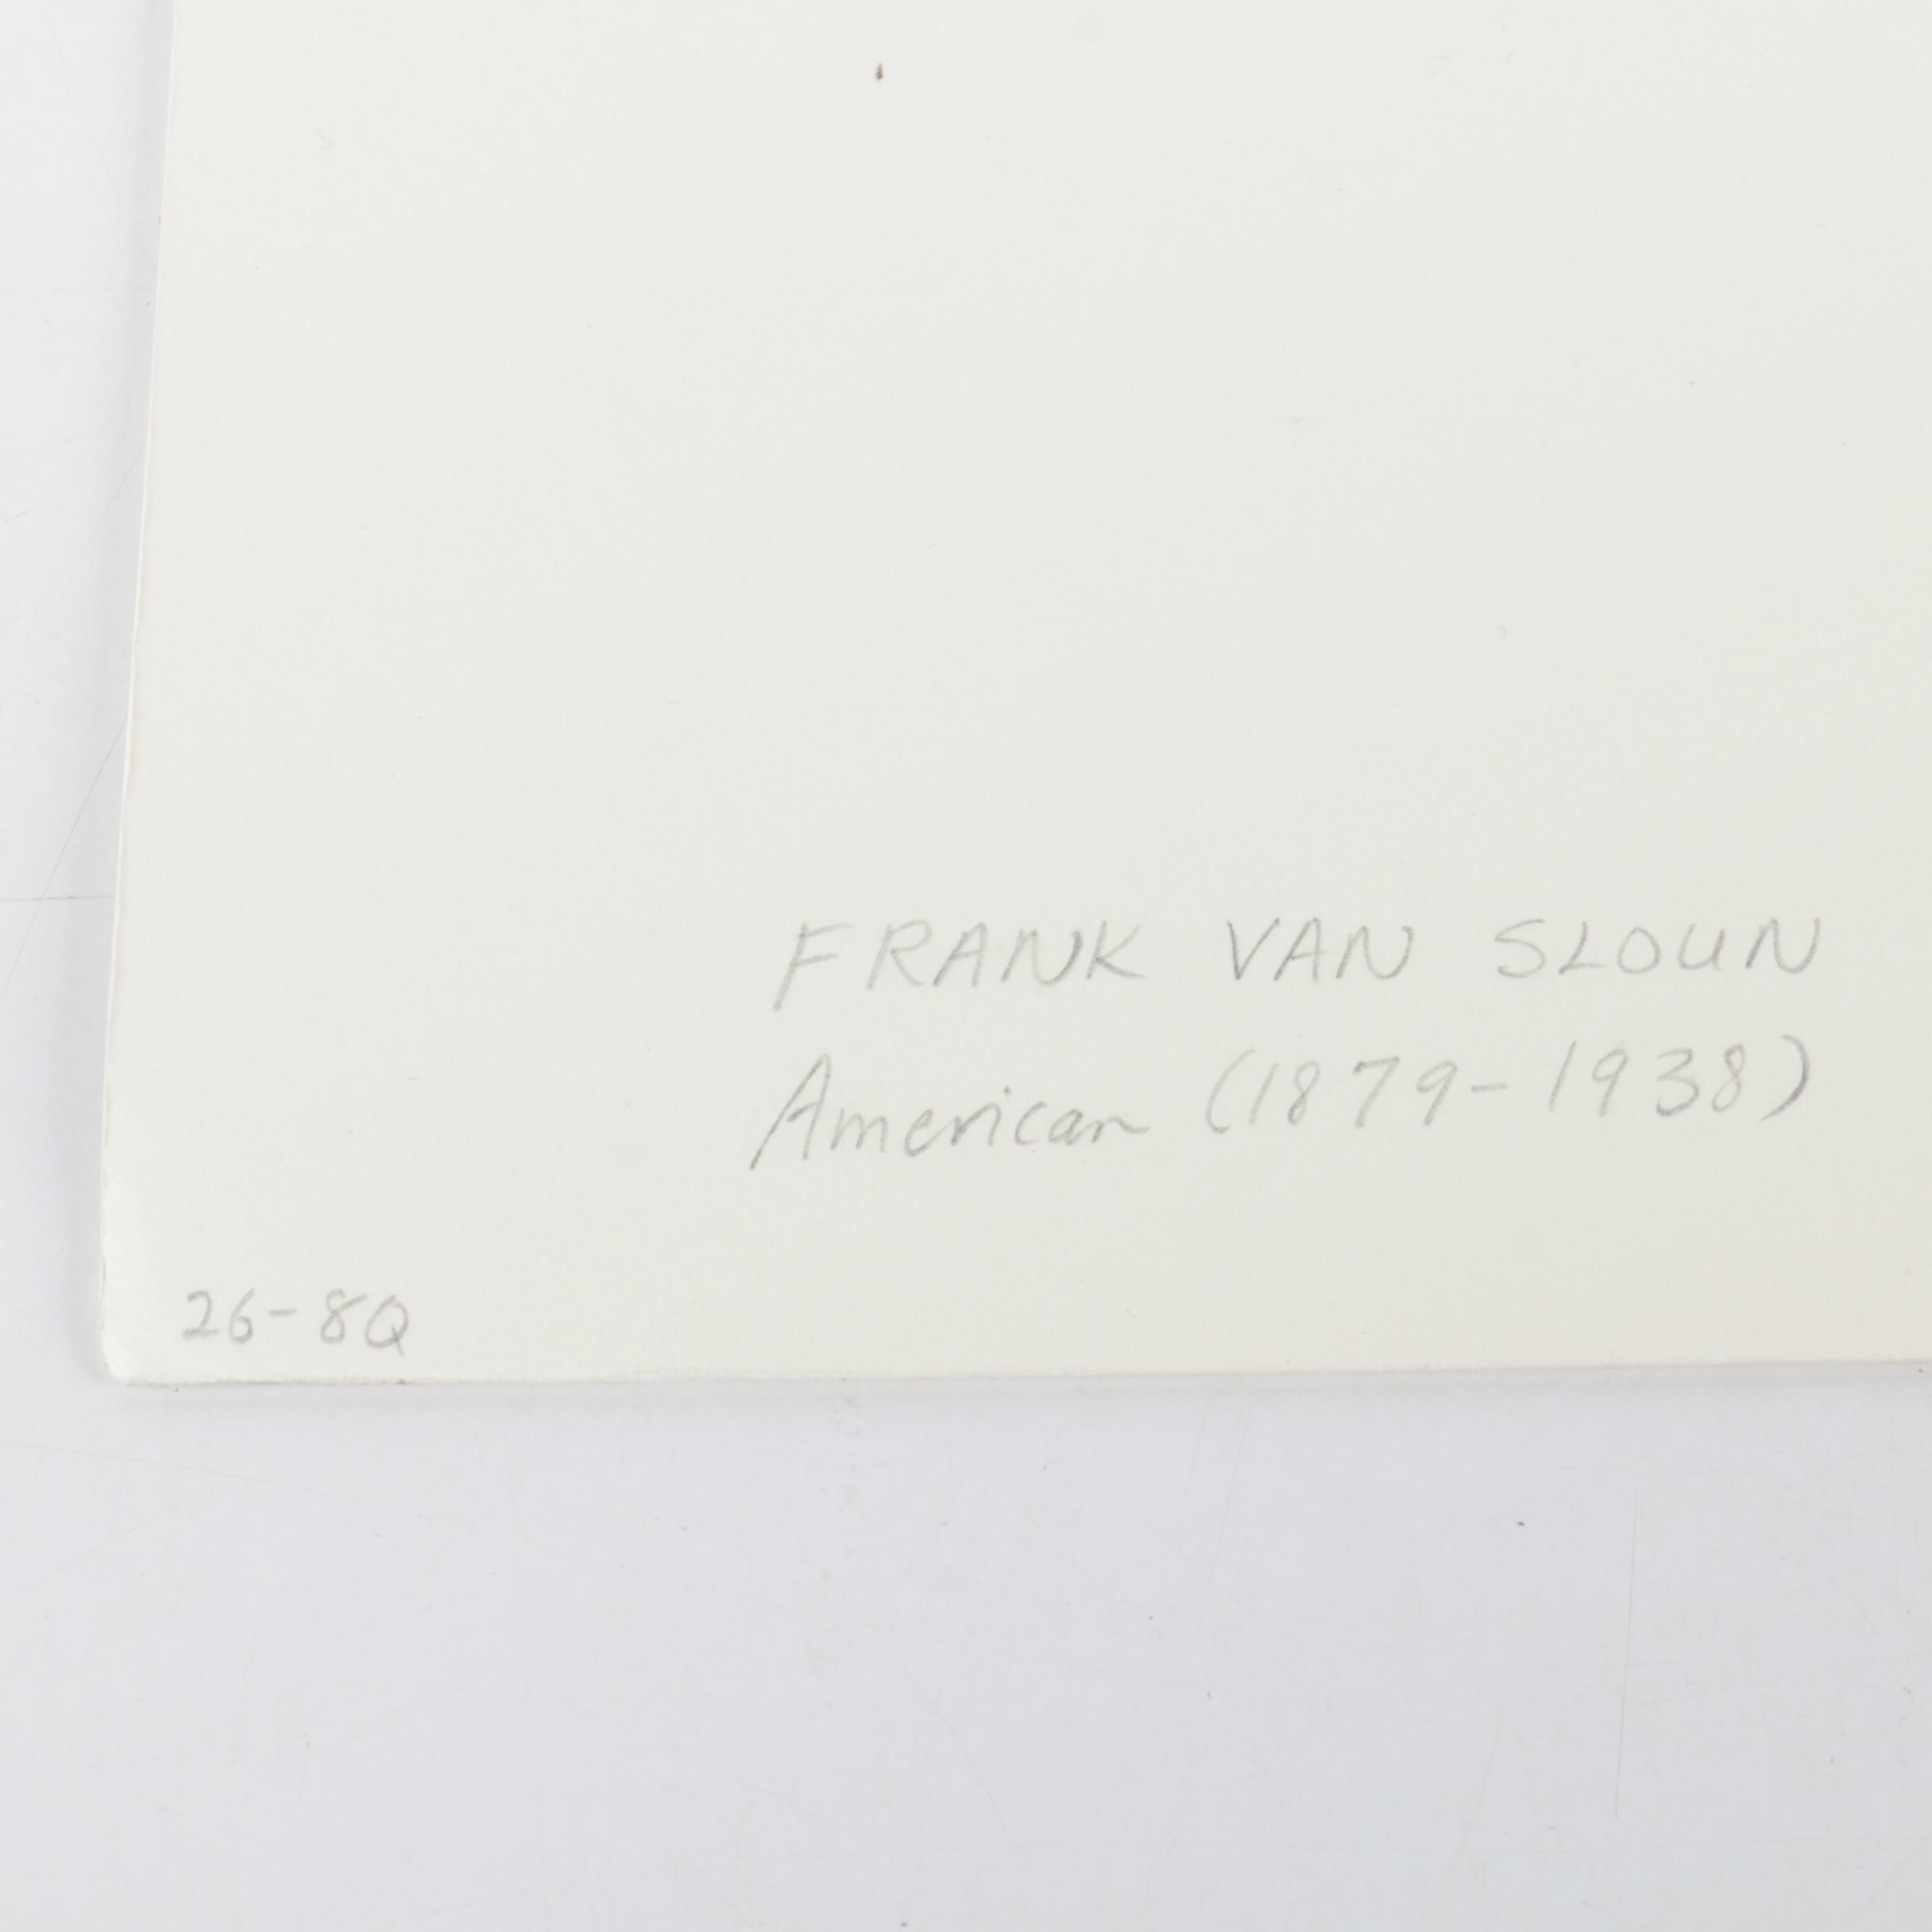 FRANK VAN SLOUN
American (1879-1938)
26-8Q